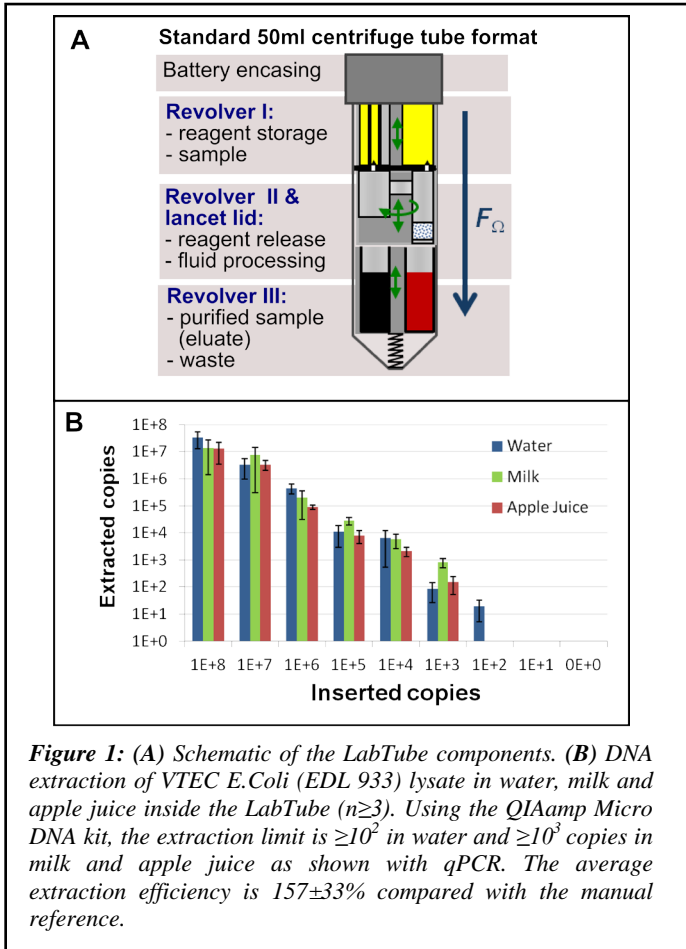 A
Standard 50ml centrifuge tube format
Battery encasing
Revolver I:
- reagent storage
- sample
Revolver II &
lancet lid:
- reagent release
- fluid processing
Revolver III:
- purified sample
(eluate)
- waste
FΩ
B
1E+8
1E+7
1E+6
1E+5
1E+4
1E+3
1E+2
1E+1
1E+0
Extracted copies
Water
Milk
Apple Juice
1E+8 1E+7 1E+6 1E+5 1E+4 1E+3 1E+2 1E+1 0E+0
Inserted copies
Figure 1: (A) Schematic of the LabTube components. (B) DNA
extraction of VTEC E.Coli (EDL 933) lysate in water, milk and
apple juice inside the LabTube (n≥3). Using the QIAamp Micro
DNA kit, the extraction limit is ≥10² in water and ≥10³ copies in
milk and apple juice as shown with qPCR. The average
extraction efficiency is 157±33% compared with the manual
reference.